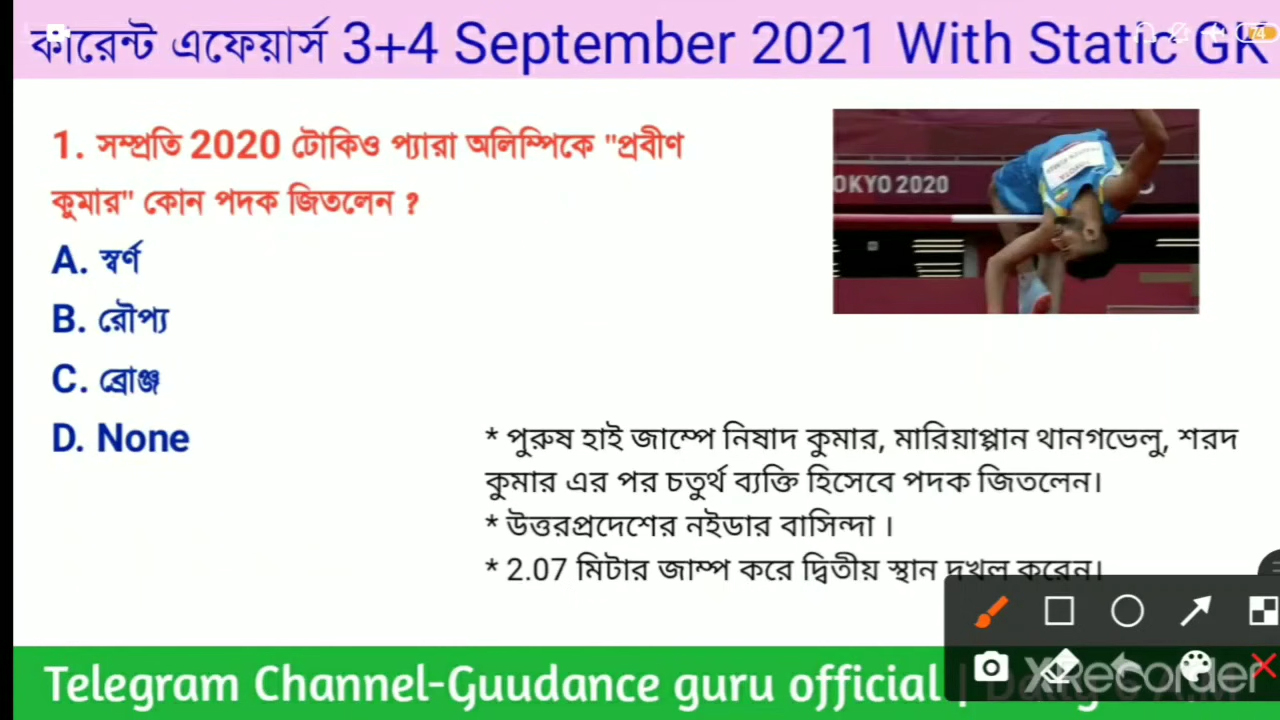 কারেন্ট এফেয়ার্স 3+4 September 2021 With Static GK
74
1. সম্প্রতি 2020 টোকিও প্যারা অলিম্পিকে "প্রবীণ
কুমার" কোন পদক জিতলেন ?
OKYO 2020
A. স্বর্ণ
B. রৌপ্য
C. ব্রোঞ্জ
D. None
* পুরুষ হাই জাম্পে নিষাদ কুমার, মারিয়াপ্পান থানগভেলু, শরদ
কুমার এর পর চতুর্থ ব্যক্তি হিসেবে পদক জিতলেন।
* উত্তরপ্রদেশের নইডার বাসিন্দা ।
* 2.07 মিটার জাম্প করে দ্বিতীয় স্থান দখল করেন।
Telegram Channel-Guudance guru official |
XRecorder